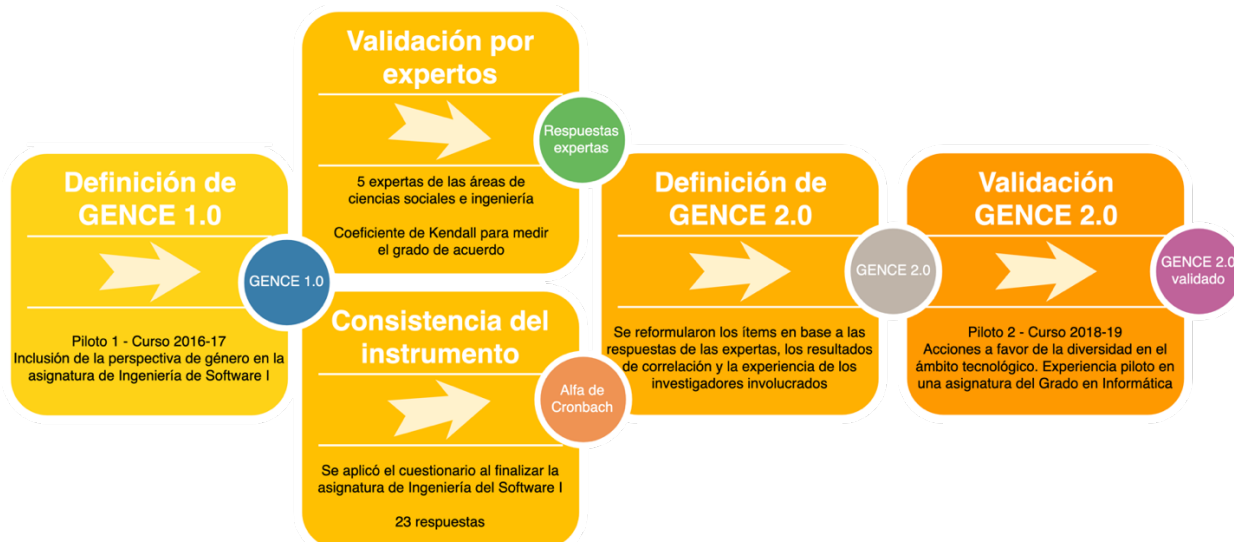 Definición de
GENCE 1.0
GENCE 1.0
Piloto 1 - Curso 2016-17
Inclusión de la perspectiva de género en la
asignatura de Ingeniería de Software I
Validación por
expertos
Respuestas
expertas
5 expertas de las áreas de
ciencias sociales e ingeniería
Coeficiente de Kendall para medir
el grado de acuerdo
Consistencia del
instrumento
Alfa de
Cronbach
Se aplicó el cuestionario al finalizar la
asignatura de Ingeniería del Software I
23 respuestas
Definición de
GENCE 2.0
GENCE 2.0
Se reformularon los ítems en base a las
respuestas de las expertas, los resultados
de correlación y la experiencia de los
investigadores involucrados
Validación
GENCE 2.0
GENCE 2.0
validado
Piloto 2 - Curso 2018-19
Acciones a favor de la diversidad en el
ámbito tecnológico. Experiencia piloto en
una asignatura del Grado en Informática